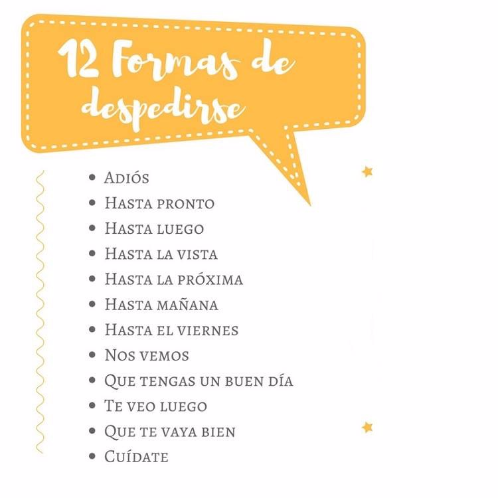 12 Formas de
despedirse
Adiós
Hasta pronto
Hasta luego
Hasta la vista
Hasta la próxima
Hasta mañana
Hasta el viernes
Nos vemos
Que tengas un buen día
Te veo luego
Que te vaya bien
Cuídate